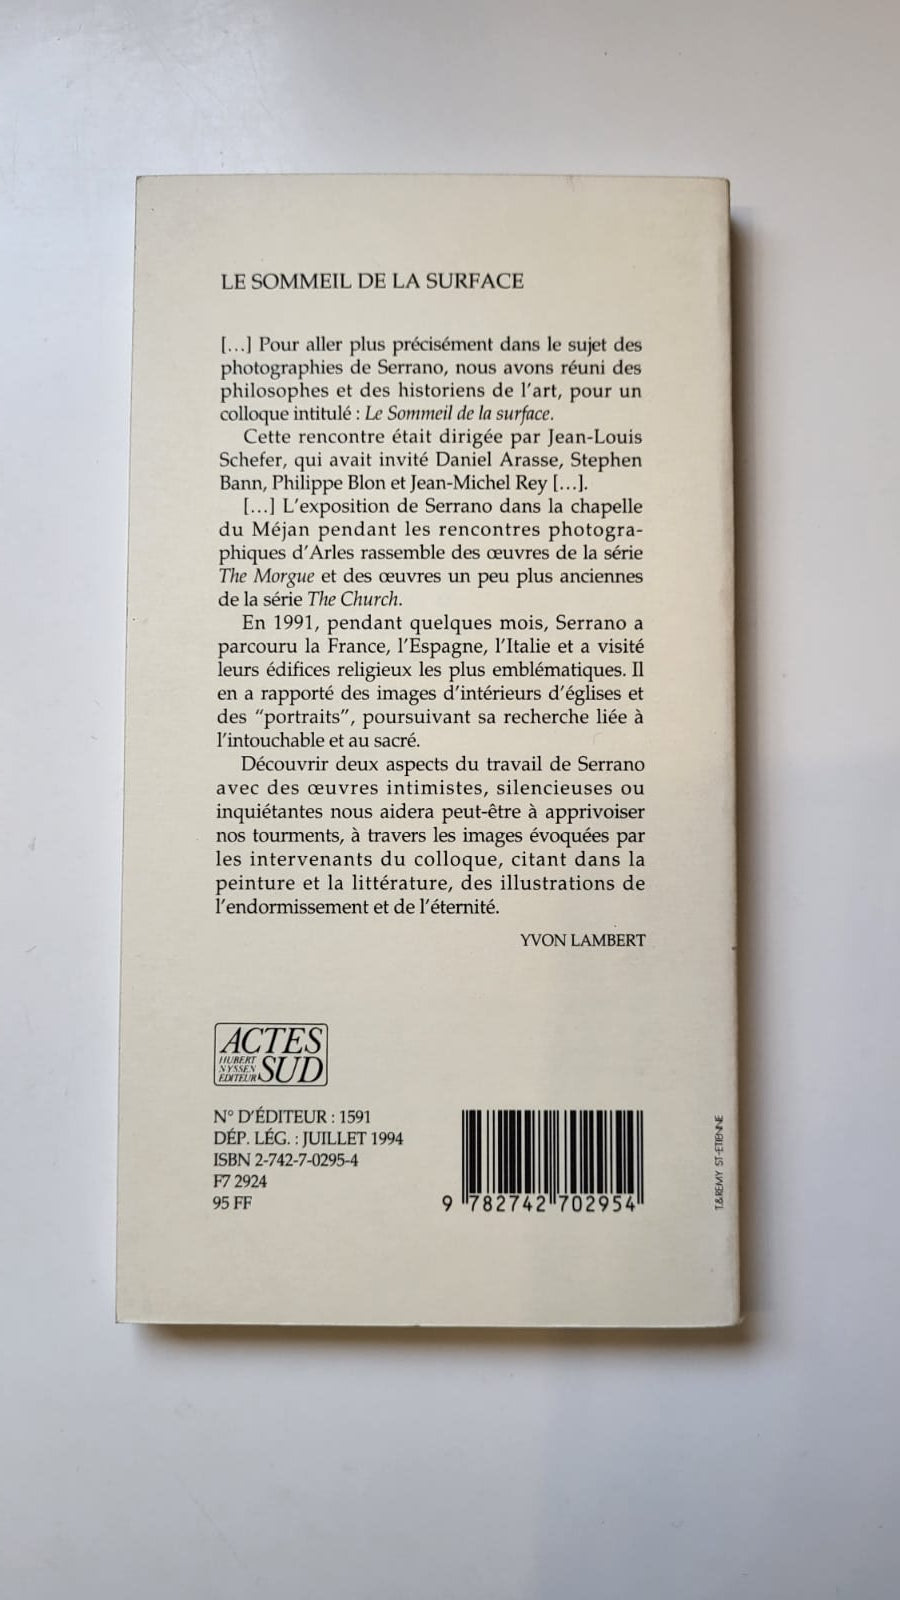 LE SOMMEIL DE LA SURFACE
[...] Pour aller plus précisément dans le sujet des
photographies de Serrano, nous avons réuni des
philosophes et des historiens de l'art, pour un
colloque intitulé : Le Sommeil de la surface.
Cette rencontre était dirigée par Jean-Louis
Schefer, qui avait invité Daniel Arasse, Stephen
Bann, Philippe Blon et Jean-Michel Rey [...].
[...] L'exposition de Serrano dans la chapelle
du Méjan pendant les rencontres photogra-
phiques d'Arles rassemble des œuvres de la série
The Morgue et des œuvres un peu plus anciennes
de la série The Church.
En 1991, pendant quelques mois, Serrano a
parcouru la France, l'Espagne, l'Italie et a visité
leurs édifices religieux les plus emblématiques. Il
en a rapporté des images d'intérieurs d'églises et
des "portraits", poursuivant sa recherche liée à
l'intouchable et au sacré.
Découvrir deux aspects du travail de Serrano
avec des œuvres intimistes, silencieuses ou
inquiétantes nous aidera peut-être à apprivoiser
nos tourments, à travers les images évoquées par
les intervenants du colloque, citant dans la
peinture et la littérature, des illustrations de
l'endormissement et de l'éternité.
YVON LAMBERT
ACTES
HUBERT
NYSSEN
ÉDITEUR
SUD
N° D'ÉDITEUR : 1591
DÉP. LÉG. : JUILLET 1994
ISBN 2-742-7-0295-4
F7 2924
95 FF
9 782742 702954
T.&REMY ST-ETIENNE